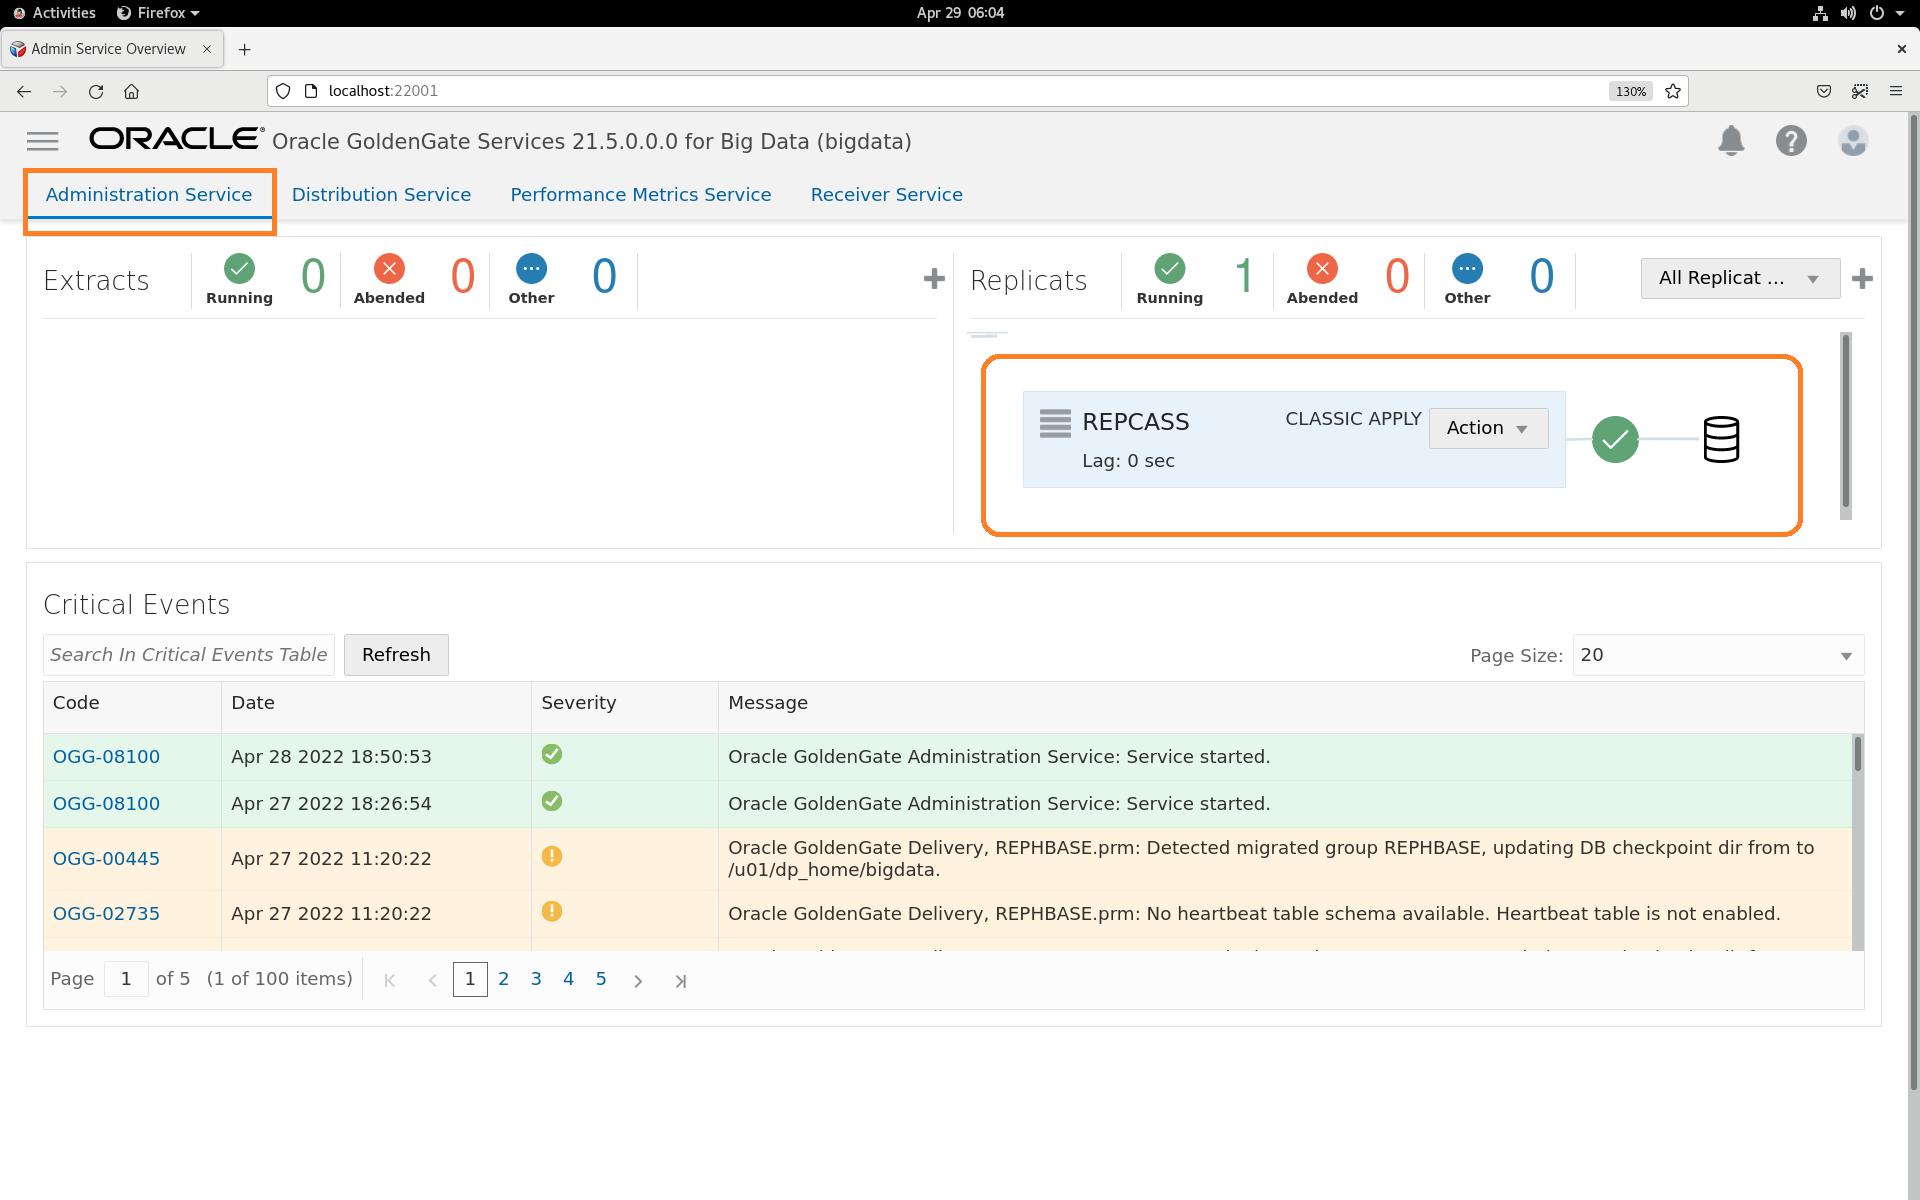 Activities Firefox Apr 29 06:04
Admin Service Overview
localhost:22001 130%
ORACLE® Oracle GoldenGate Services 21.5.0.0.0 for Big Data (bigdata)
Administration Service Distribution Service Performance Metrics Service Receiver Service
Extracts Running 0 Abended 0 Other 0
Replicats Running 1 Abended 0 Other 0 All Replicat ...
REPCASS CLASSIC APPLY Action
Lag: 0 sec
Critical Events
Search In Critical Events Table Refresh Page Size: 20
Code Date Severity Message
OGG-08100 Apr 28 2022 18:50:53 Oracle GoldenGate Administration Service: Service started.
OGG-08100 Apr 27 2022 18:26:54 Oracle GoldenGate Administration Service: Service started.
OGG-00445 Apr 27 2022 11:20:22 Oracle GoldenGate Delivery, REPHBASE.prm: Detected migrated group REPHBASE, updating DB checkpoint dir from to
/u01/dp_home/bigdata.
OGG-02735 Apr 27 2022 11:20:22 Oracle GoldenGate Delivery, REPHBASE.prm: No heartbeat table schema available. Heartbeat table is not enabled.
Page 1 of 5 (1 of 100 items) 1 2 3 4 5